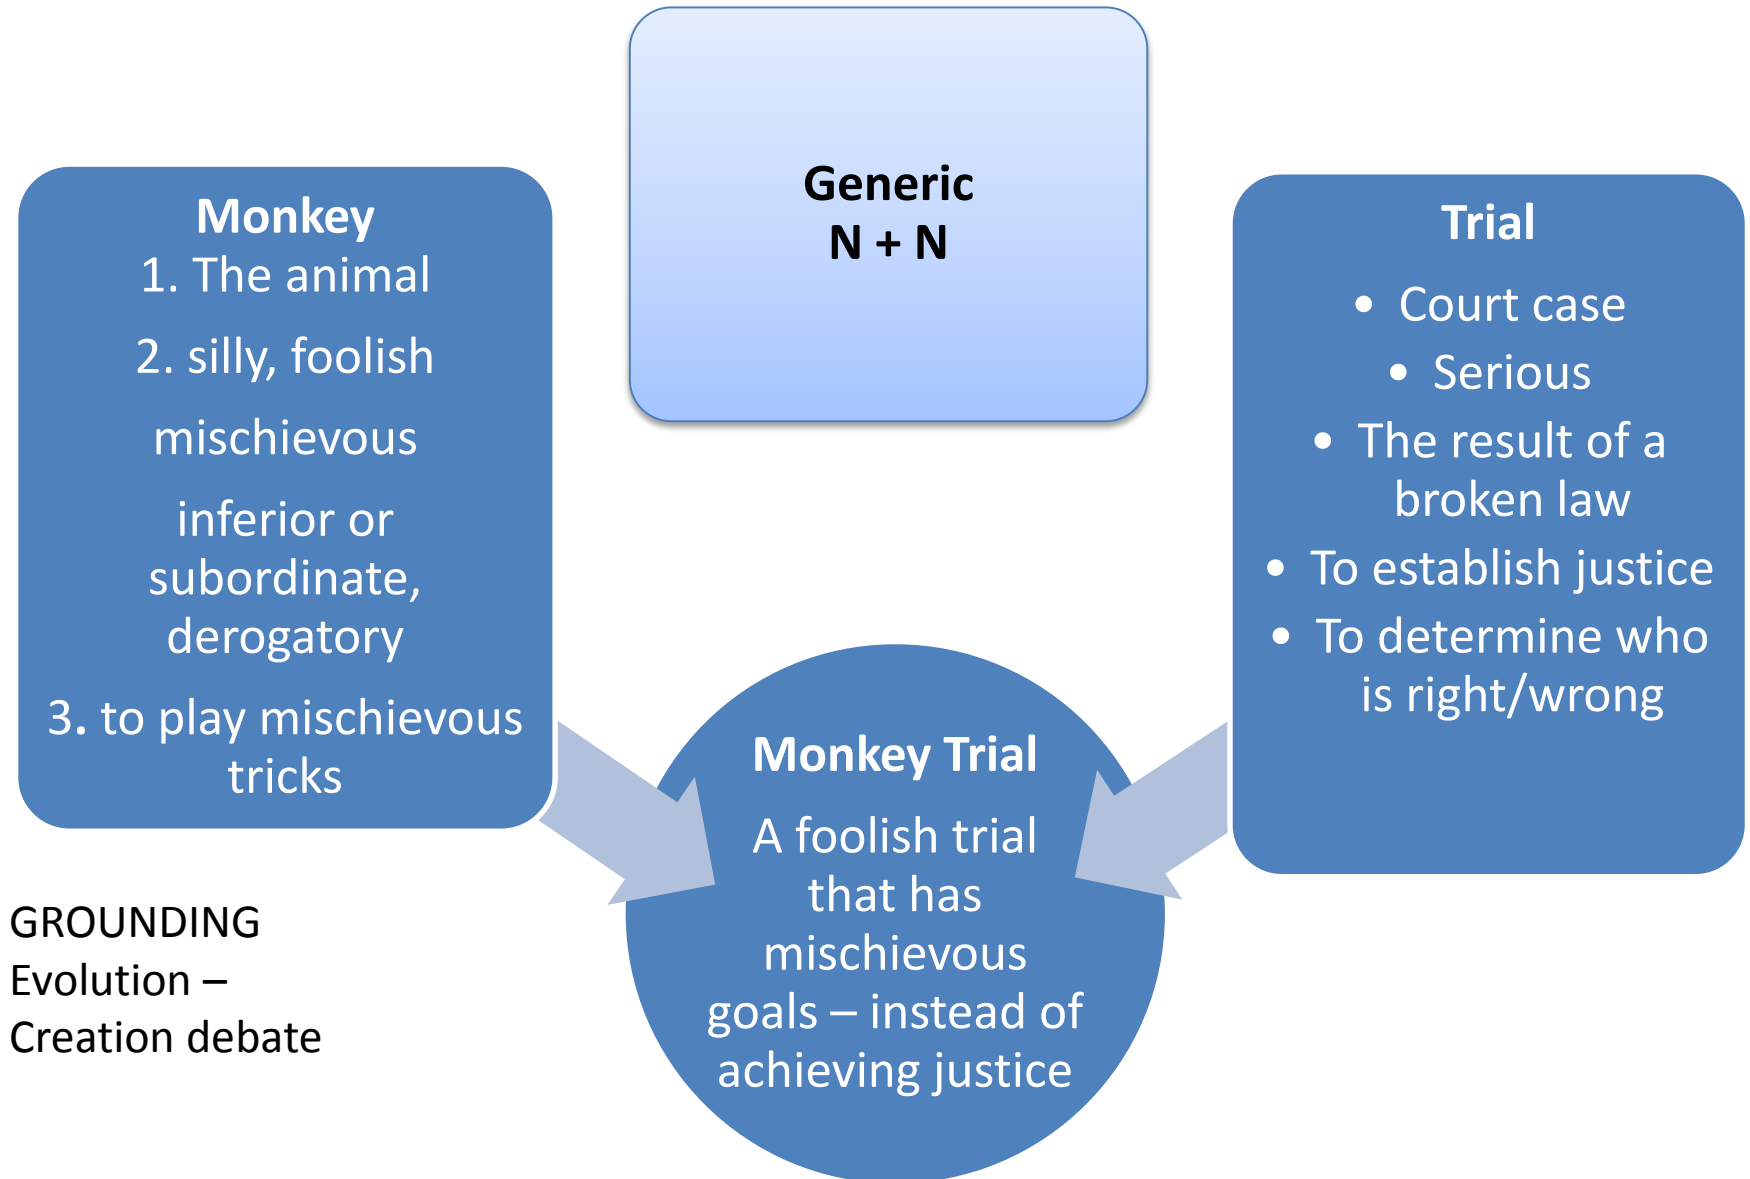 Generic
N + N
Monkey
1. The animal
2. silly, foolish
mischievous
inferior or
subordinate,
derogatory
3. to play mischievous
tricks
Trial
• Court case
• Serious
• The result of a
broken law
• To establish justice
• To determine who
is right/wrong
Monkey Trial
A foolish trial
that has
mischievous
goals – instead of
achieving justice
GROUNDING
Evolution –
Creation debate